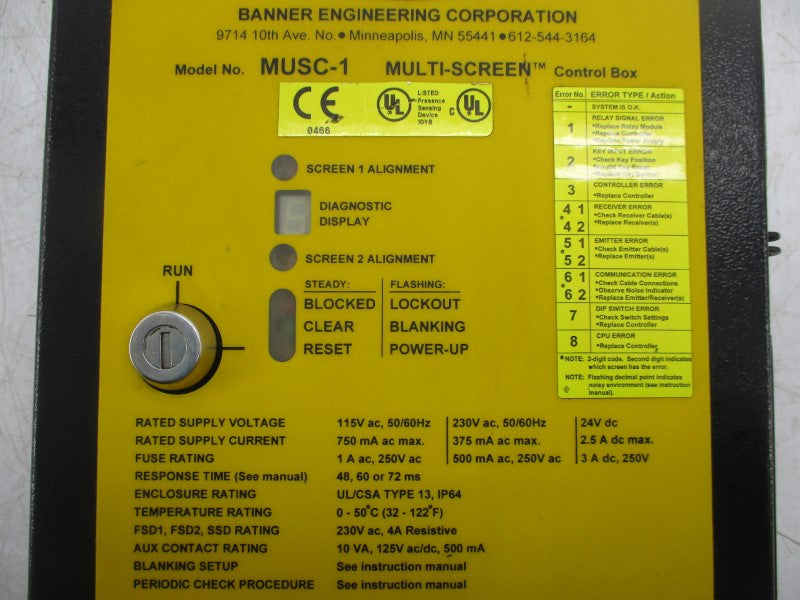 BANNER ENGINEERING CORPORATION
9714 10th Ave. No. ● Minneapolis, MN 55441 ● 612-544-3164
Model No. MUSC-1 MULTI-SCREEN™ Control Box
CE
0466
UL
LISTED
Presence
Sensing
Device
10Y8
C UL
Error No. ERROR TYPE / Action
- SYSTEM IS O.K.
1 RELAY SIGNAL ERROR
•Replace Relay Module
•Replace Controller
•Replace Power Supply
2 KEY INPUT ERROR
•Check Key Position
•Replace Key Switch
3 CONTROLLER ERROR
•Replace Controller
4 1 RECEIVER ERROR
* •Check Receiver Cable(s)
4 2 •Replace Receiver(s)
5 1 EMITTER ERROR
* •Check Emitter Cable(s)
5 2 •Replace Emitter(s)
6 1 COMMUNICATION ERROR
* •Check Cable Connections
•Observe Noise Indicator
6 2 •Replace Emitter/Receiver(s)
7 DIP SWITCH ERROR
•Check Switch Settings
•Replace Controller
8 CPU ERROR
•Replace Controller
*NOTE: 2-digit code. Second digit indicates
which screen has the error.
NOTE: Flashing decimal point indicates
noisy environment (see instruction
manual).
SCREEN 1 ALIGNMENT
DIAGNOSTIC
DISPLAY
SCREEN 2 ALIGNMENT
RUN
STEADY: FLASHING:
BLOCKED LOCKOUT
CLEAR BLANKING
RESET POWER-UP
RATED SUPPLY VOLTAGE 115V ac, 50/60Hz 230V ac, 50/60Hz 24V dc
RATED SUPPLY CURRENT 750 mA ac max. 375 mA ac max. 2.5 A dc max.
FUSE RATING 1 A ac, 250V ac 500 mA ac, 250V ac 3 A dc, 250V
RESPONSE TIME (See manual) 48, 60 or 72 ms
ENCLOSURE RATING UL/CSA TYPE 13, IP64
TEMPERATURE RATING 0 - 50°C (32 - 122°F)
FSD1, FSD2, SSD RATING 230V ac, 4A Resistive
AUX CONTACT RATING 10 VA, 125V ac/dc, 500 mA
BLANKING SETUP See instruction manual
PERIODIC CHECK PROCEDURE See instruction manual